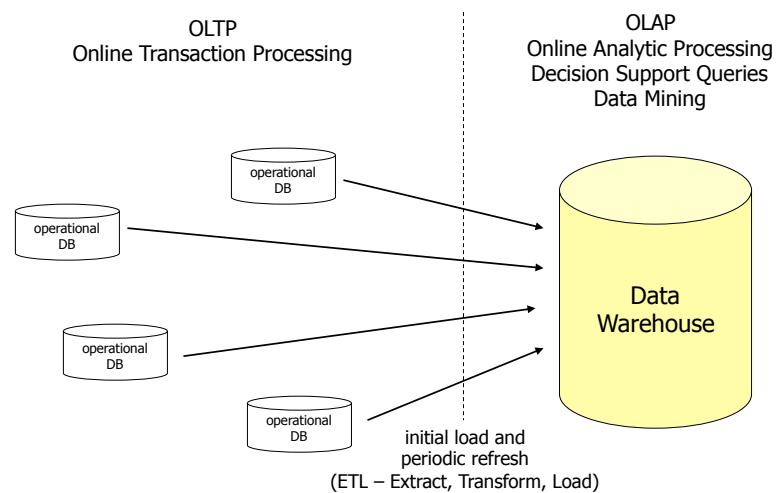 OLTP
Online Transaction Processing
OLAP
Online Analytic Processing
Decision Support Queries
Data Mining
operational
DB
operational
DB
operational
DB
operational
DB
Data
Warehouse
initial load and
periodic refresh
(ETL – Extract, Transform, Load)